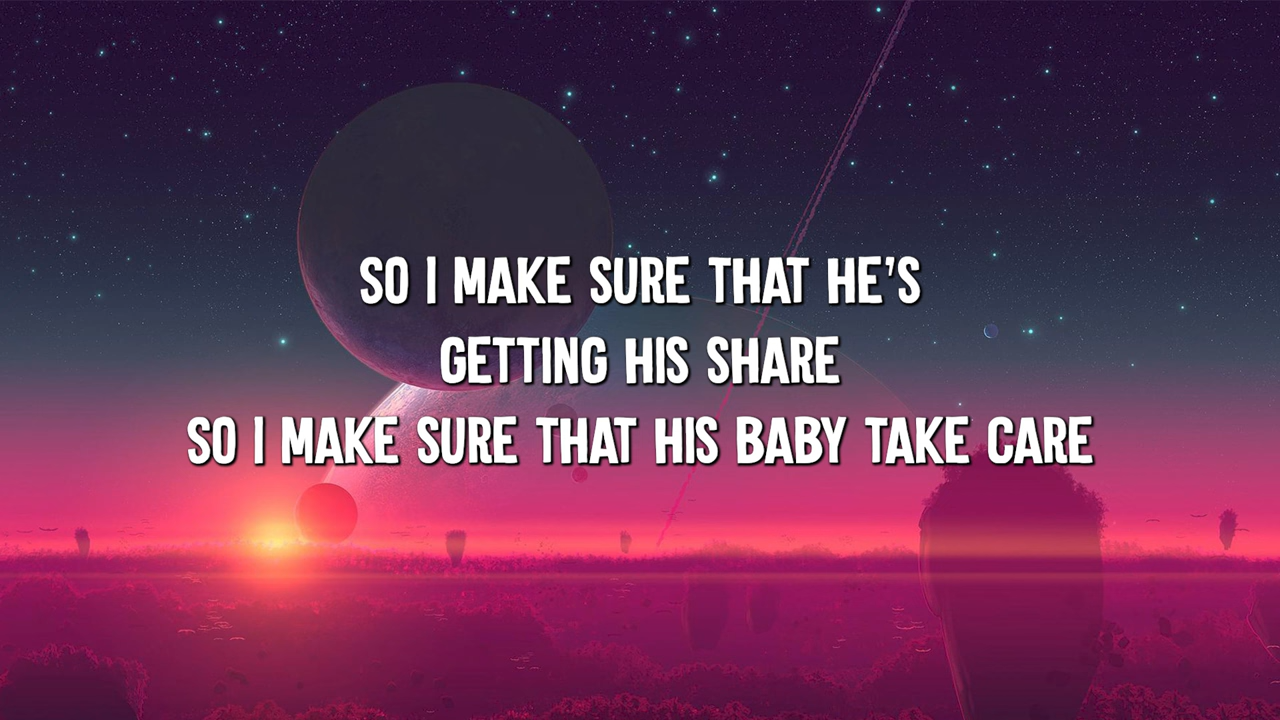 SO I MAKE SURE THAT HE'S
GETTING HIS SHARE
SO I MAKE SURE THAT HIS BABY TAKE CARE